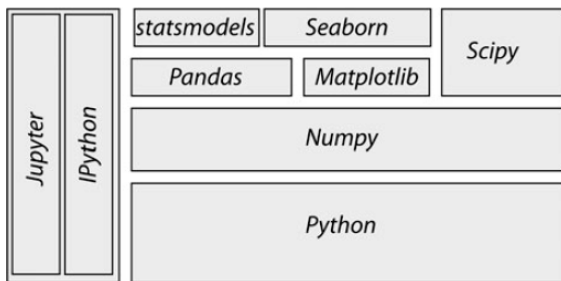 Jupyter
IPython
statsmodels
Seaborn
Scipy
Pandas
Matplotlib
Numpy
Python